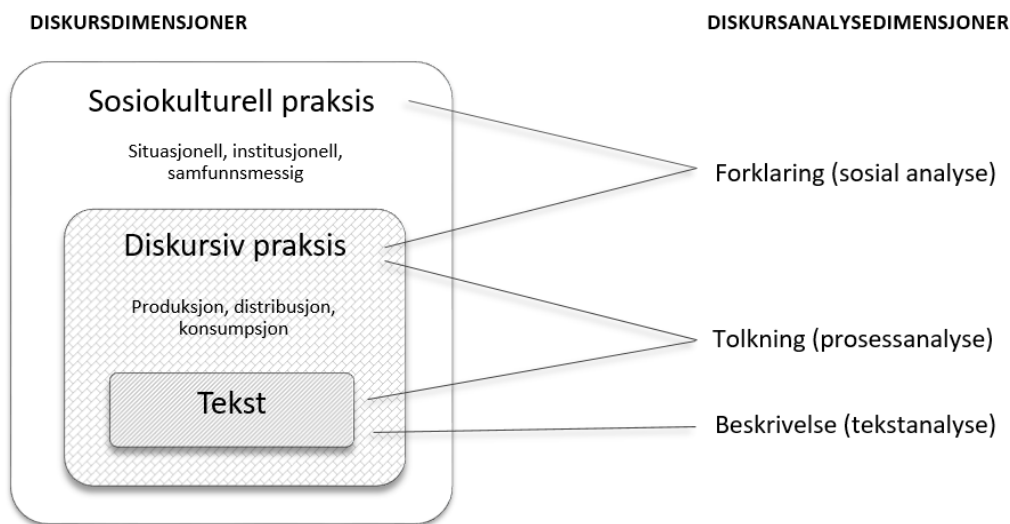 DISKURSDIMENSJONER
DISKURSANALYSEDIMENSJONER
Sosiokulturell praksis
Situasjonell, institusjonell,
samfunnsmessig
Diskursiv praksis
Produksjon, distribusjon,
konsumpsjon
Tekst
Forklaring (sosial analyse)
Tolkning (prosessanalyse)
Beskrivelse (tekstanalyse)